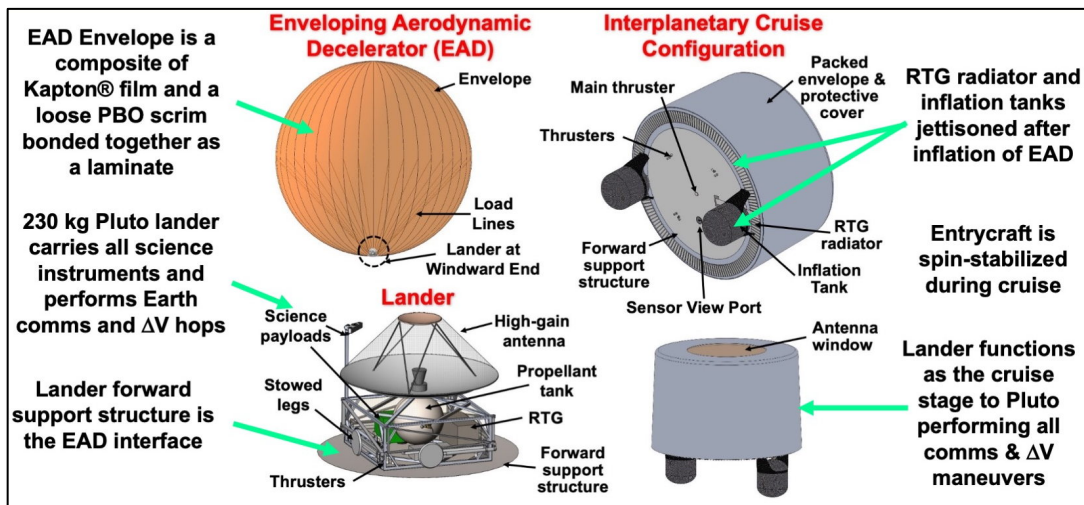 EAD Envelope is a
composite of
Kapton® film and a
loose PBO scrim
bonded together as
a laminate
230 kg Pluto lander
carries all science
instruments and
performs Earth
comms and ΔV hops
Lander forward
support structure is
the EAD interface
Enveloping Aerodynamic
Decelerator (EAD)
Envelope
Load
Lines
Lander at
Windward End
Lander
Science
payloads
High-gain
antenna
Propellant
tank
Stowed
legs
RTG
Thrusters
Forward
support
structure
Interplanetary Cruise
Configuration
Packed
envelope &
protective
cover
Main thruster
Thrusters
Forward
support
structure
RTG
radiator
Inflation
Tank
Sensor View Port
Antenna
window
RTG radiator and
inflation tanks
jettisoned after
inflation of EAD
Entrycraft is
spin-stabilized
during cruise
Lander functions
as the cruise
stage to Pluto
performing all
comms & ΔV
maneuvers